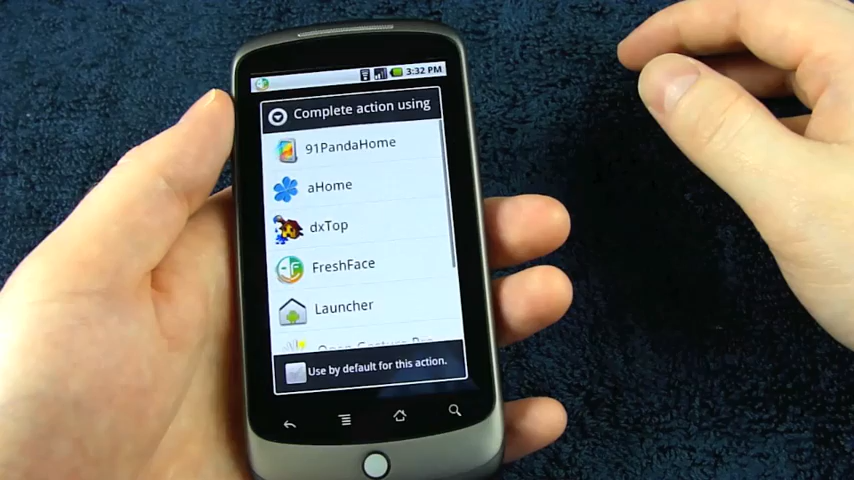 3:32 PM
Complete action using
91PandaHome
aHome
dxTop
FreshFace
Launcher
Use by default for this action.